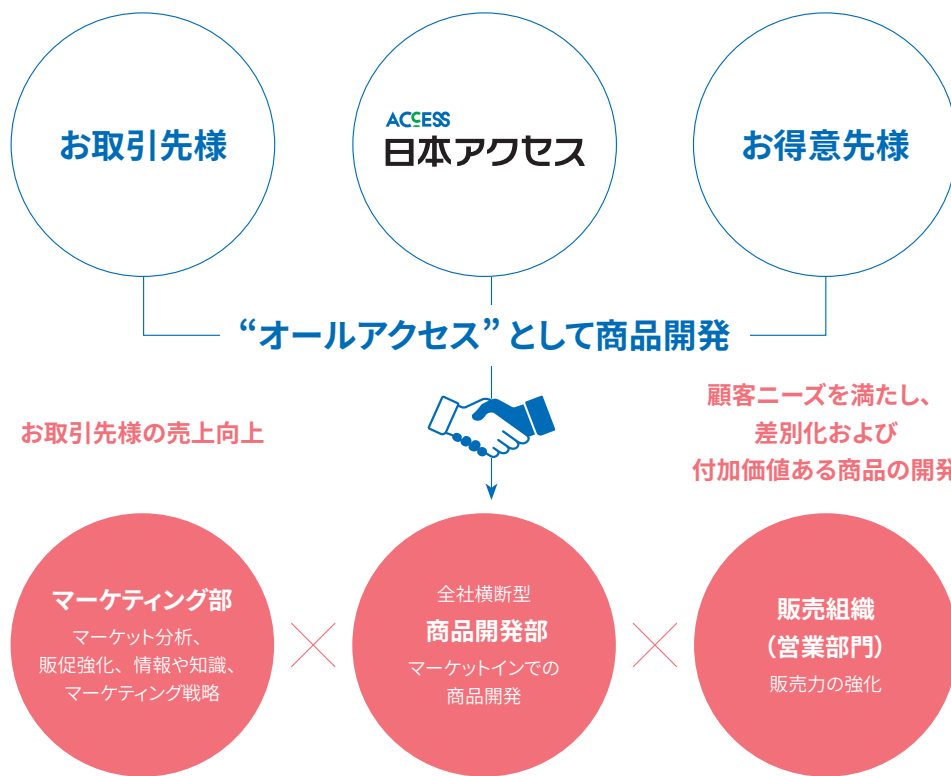 お取引先様
ACCESS
日本アクセス
お得意先様
“オールアクセス”として商品開発
お取引先様の売上向上
顧客ニーズを満たし、
差別化および
付加価値ある商品の開発
マーケティング部
マーケット分析、
販促強化、情報や知識、
マーケティング戦略
全社横断型
商品開発部
マーケットインでの
商品開発
販売組織
（営業部門）
販売力の強化